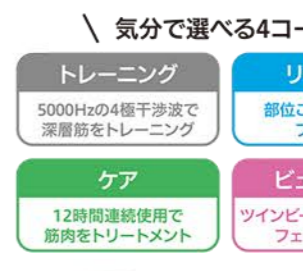 気分で選べる4コー
トレーニング
5000Hzの4極干渉波で
深層筋をトレーニング
リ
部位こ
フ
ケア
12時間連続使用で
筋肉をトリートメント
ビュ
ツインビー
フェ